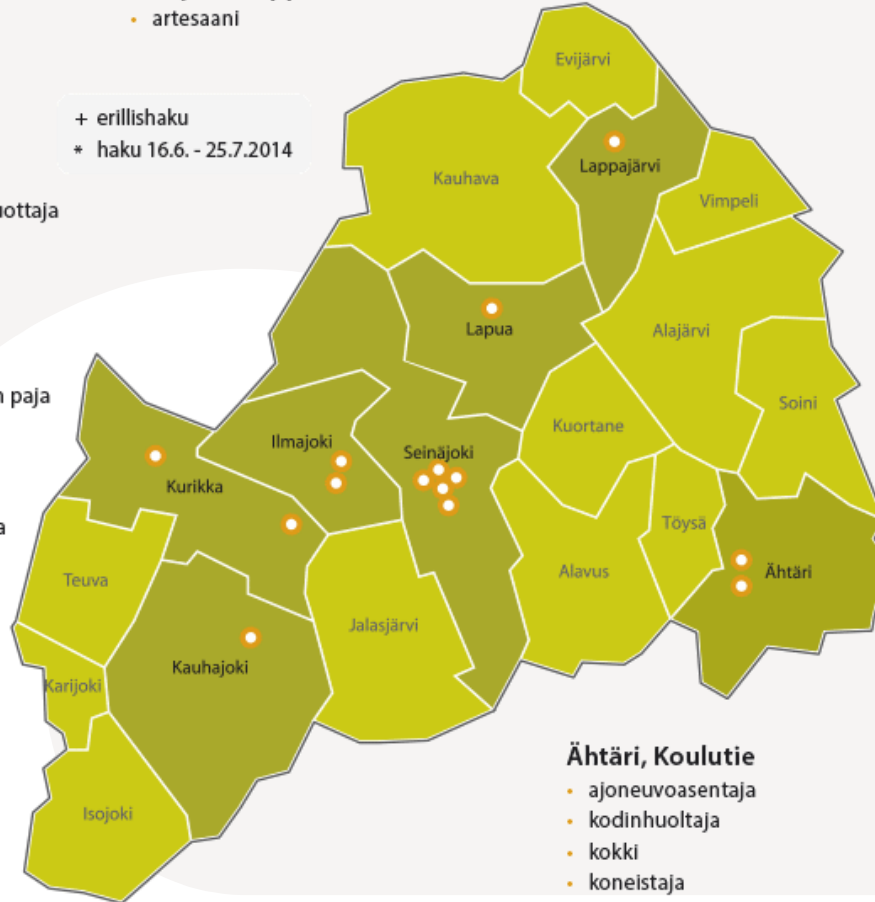 • artesaani
+ erillishaku
* haku 16.6. - 25.7.2014
paja
Evijärvi
Lappajärvi
Kauhava
Vimpeli
Lapua
Alajärvi
Soini
Kuortane
Ilmajoki
Seinäjoki
Kurikka
Töysä
Ähtäri
Alavus
Teuva
Jalasjärvi
Kauhajoki
Karijoki
Isojoki
Ähtäri, Koulutie
• ajoneuvoasentaja
• kodinhuoltaja
• kokki
• koneistaja